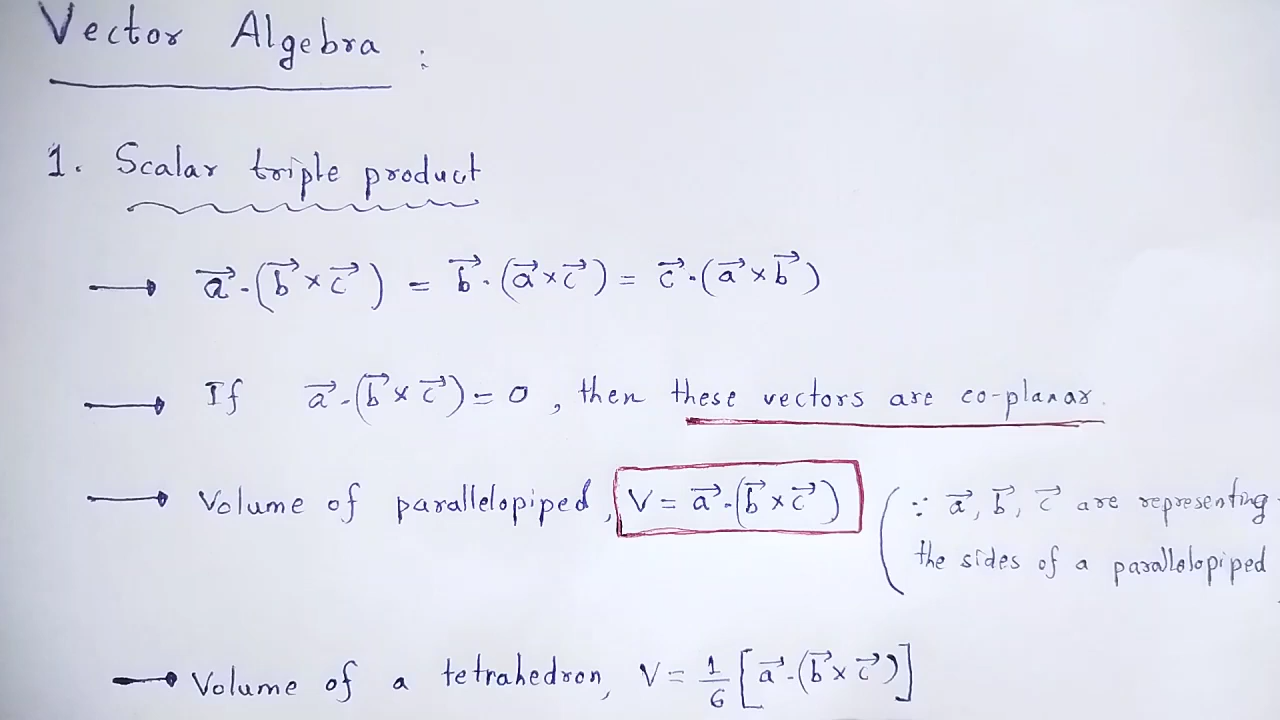 Vector Algebra :
1. Scalar triple product
→ a⃗.(b⃗×c⃗) = b⃗.(a⃗×c⃗) = c⃗.(a⃗×b⃗)
→ If a⃗.(b⃗×c⃗) = 0, then these vectors are co-planar.
→ Volume of parallelopiped, V = a⃗.(b⃗×c⃗) (∵ a⃗, b⃗, c⃗ are representing
the sides of a parallelopiped
→ Volume of a tetrahedron, V = 1/6 [a⃗.(b⃗×c⃗)]